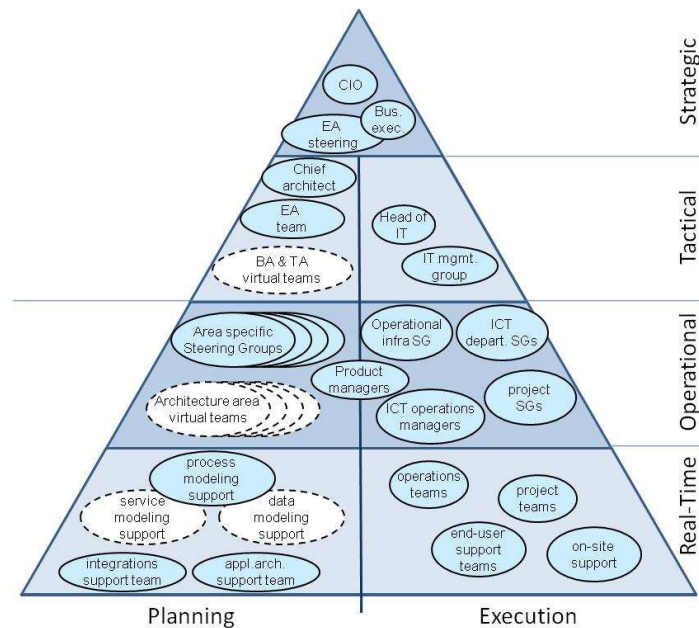 CIO
Bus.
exec.
EA
steering
Strategic
Chief
architect
EA
team
BA & TA
virtual teams
Head of
IT
IT mgmt.
group
Tactical
Area specific
Steering Groups
Operational
infra SG
ICT
depart. SGs
Product
managers
Architecture area
virtual teams
ICT operations
managers
project
SGs
Operational
process
modeling
support
service
modeling
support
data
modeling
support
integrations
support team
appl.arch.
support team
operations
teams
project
teams
end-user
support
teams
on-site
support
Real-Time
Planning
Execution